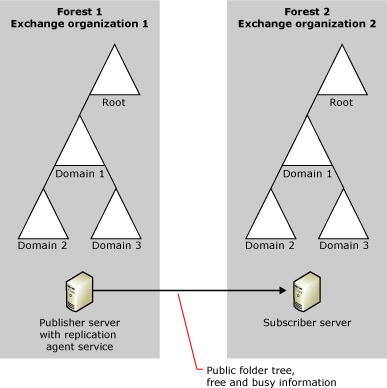 Forest 1
Exchange organization 1
Root
Domain 1
Domain 2
Domain 3
Publisher server
with replication
agent service
Forest 2
Exchange organization 2
Root
Domain 1
Domain 2
Domain 3
Subscriber server
Public folder tree,
free and busy information